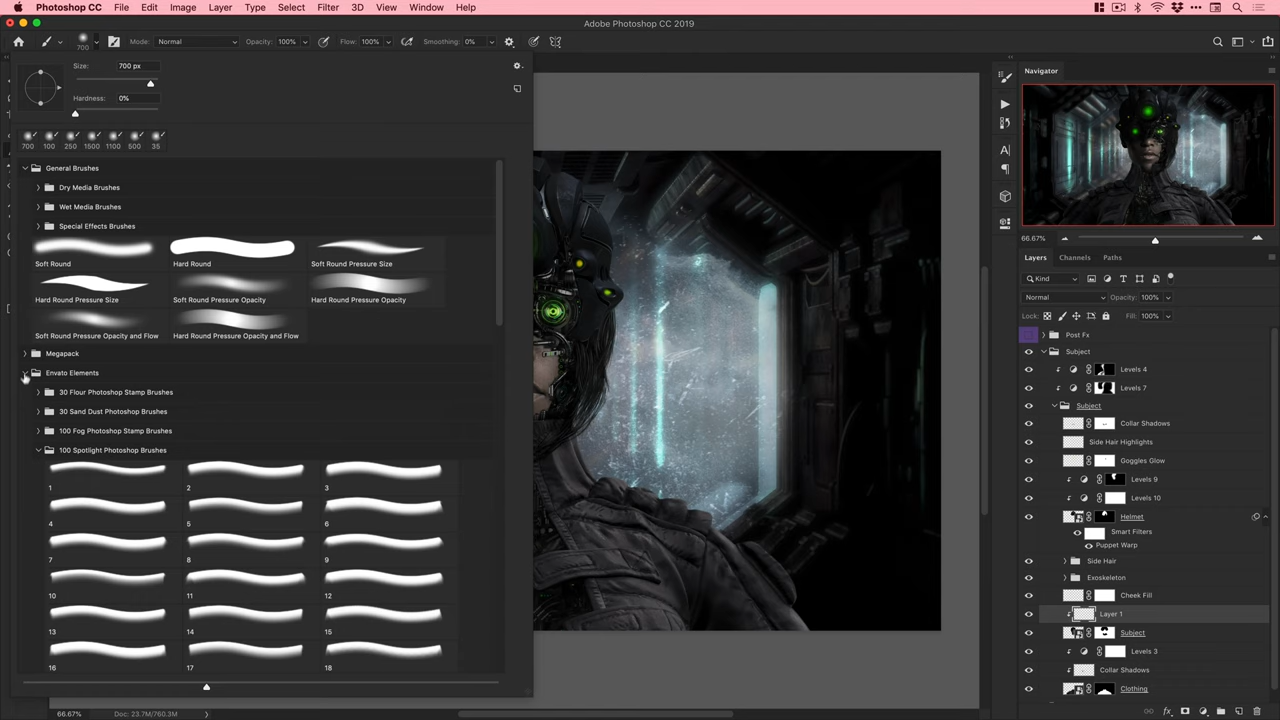 Photoshop CC File Edit Image Layer Type Select Filter 3D View Window Help
Adobe Photoshop CC 2019
700 Mode: Normal Opacity: 100% Flow: 100% Smoothing: 0%
Size: 700 px
Hardness: 0%
700 100 250 1500 1100 500 35
General Brushes
Dry Media Brushes
Wet Media Brushes
Special Effects Brushes
Soft Round Hard Round Soft Round Pressure Size
Hard Round Pressure Size Soft Round Pressure Opacity Hard Round Pressure Opacity
Soft Round Pressure Opacity and Flow Hard Round Pressure Opacity and Flow
Megapack
Envato Elements
30 Flour Photoshop Stamp Brushes
30 Sand Dust Photoshop Brushes
100 Fog Photoshop Stamp Brushes
100 Spotlight Photoshop Brushes
1 2 3
4 5 6
7 8 9
10 11 12
13 14 15
16 17 18
66.67% Doc: 23.7M/760.3M
Navigator
66.67%
Layers Channels Paths
Kind
Normal Opacity: 100%
Lock: Fill: 100%
Post Fx
Subject
Levels 4
Levels 7
Subject
Collar Shadows
Side Hair Highlights
Goggles Glow
Levels 9
Levels 10
Helmet
Smart Filters
Puppet Warp
Side Hair
Exoskeleton
Cheek Fill
Layer 1
Subject
Levels 3
Collar Shadows
Clothing